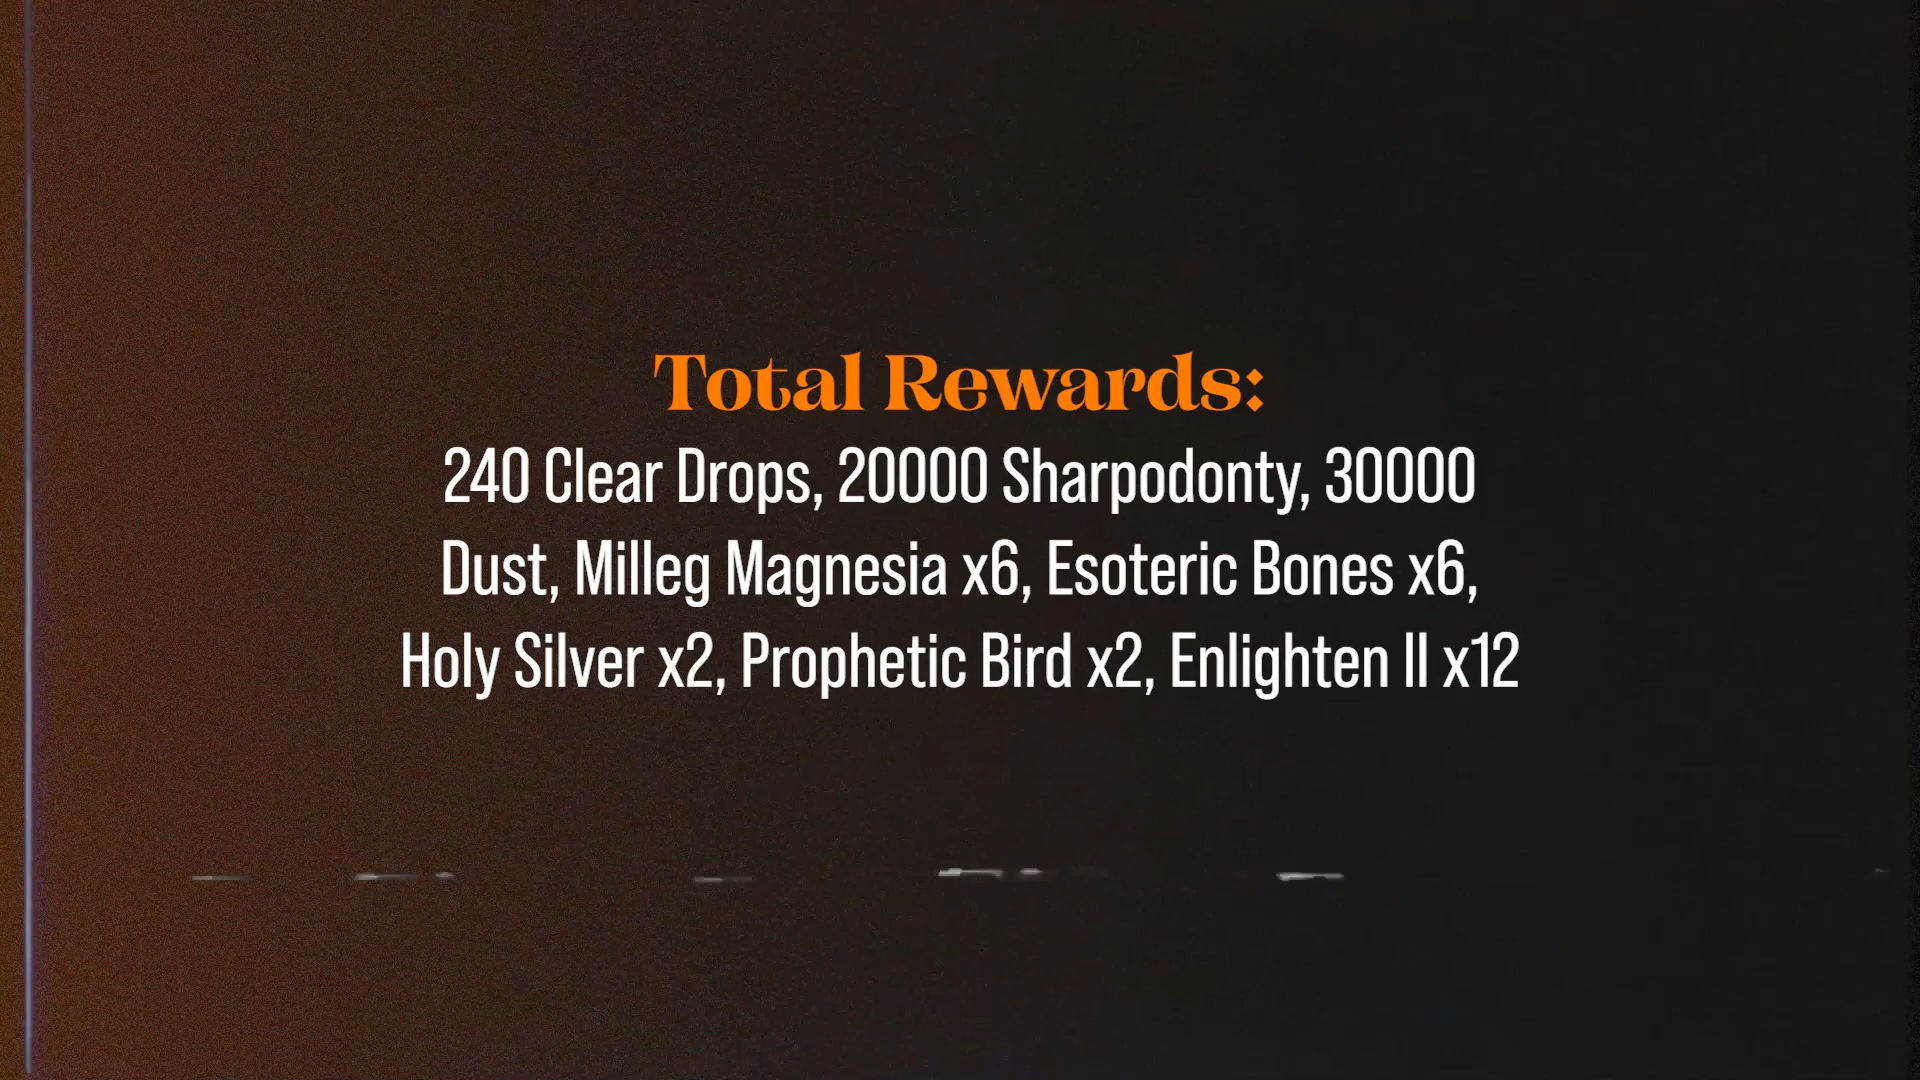 Total Rewards:
240 Clear Drops, 20000 Sharpodonty, 30000
Dust, Milleg Magnesia x6, Esoteric Bones x6,
Holy Silver x2, Prophetic Bird x2, Enlighten II x12